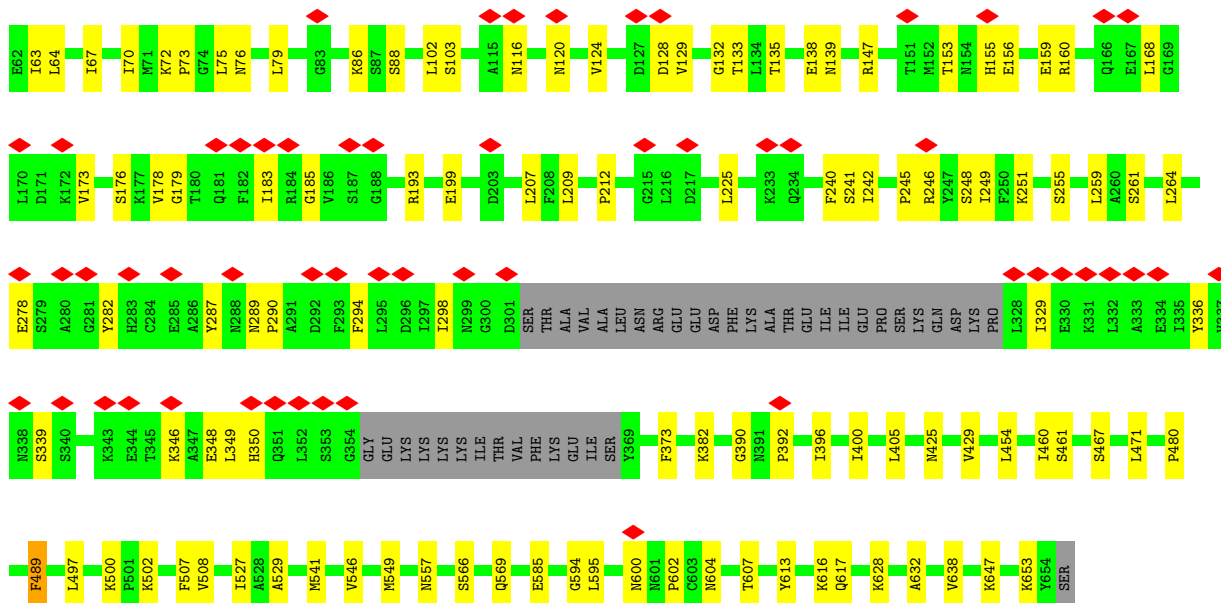 E62 I63 L64 I67 I70 M71 K72 P73 G74 L75 N76 L79 G83 K86 S87 S88 L102 S103 A115 N116 N120 V124 D127 D128 V129 G132 T133 L134 T135 E138 N139 R147 T151 M152 T153 N154 H155 E156 E159 R160 Q166 E167 L168 G169
L170 D171 K172 V173 S176 K177 V178 G179 T180 Q181 F182 I183 R184 G185 V186 S187 G188 R193 E199 D203 L207 F208 L209 P212 G215 L216 D217 L225 K233 Q234 F240 S241 I242 P245 R246 Y247 S248 I249 F250 K251 S255 L259 A260 S261 L264
E278 S279 A280 G281 Y282 H283 C284 E285 A286 Y287 N288 N289 P290 A291 D292 F293 F294 L295 D296 I297 I298 N299 G300 D301 SER THR ALA VAL ALA LEU ASN ARG GLU GLU ASP PHE LYS ALA THR GLU ILE ILE GLU PRO SER LYS GLN ASP LYS PRO L328 I329 E330 K331 L332 A333 E334 I335 Y336
N338 S339 S340 K343 E344 T345 K346 A347 E348 L349 H350 Q351 L352 S353 G354 GLY GLU LYS LYS LYS LYS ILE THR VAL PHE LYS GLU ILE SER Y369 F373 K382 G390 N391 P392 I396 I400 L405 N425 V429 L454 I460 S461 S467 L471 P480
F489 L497 K500 P501 K502 F507 V508 I527 A528 A529 M541 V546 M549 N557 S566 Q569 E585 G594 L595 N600 N601 P602 C603 N604 T607 Y613 K616 Q617 K628 A632 V638 K647 K653 Y654 SER